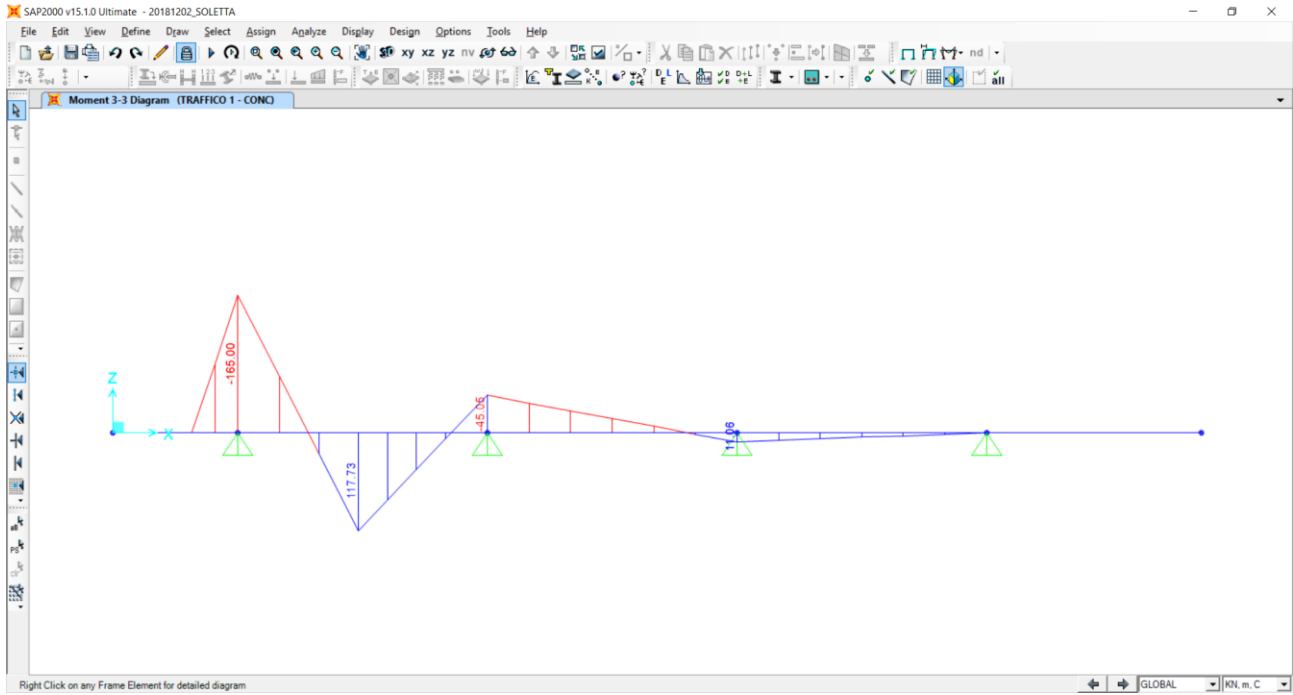 SAP2000 v15.1.0 Ultimate - 20181202_SOLETTA
File Edit View Define Draw Select Assign Analyze Display Design Options Tools Help
xy xz yz nv nd
all
Moment 3-3 Diagram (TRAFFICO 1 - CONC)
Z
X
-165.00
117.73
-45.06
11.06
Right Click on any Frame Element for detailed diagram
GLOBAL
KN, m, C